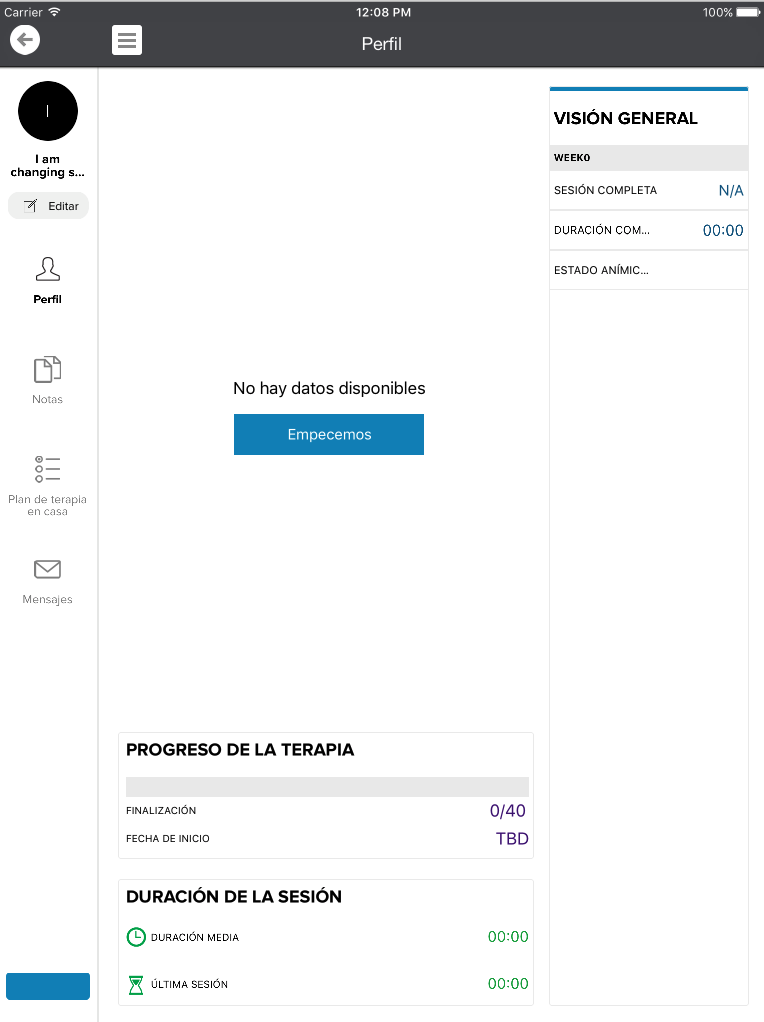 Carrier
12:08 PM
100%
Perfil
I
I am
changing s...
Editar
Perfil
Notas
Plan de terapia
en casa
Mensajes
No hay datos disponibles
Empecemos
PROGRESO DE LA TERAPIA
FINALIZACIÓN 0/40
FECHA DE INICIO TBD
DURACIÓN DE LA SESIÓN
DURACIÓN MEDIA 00:00
ÚLTIMA SESIÓN 00:00
VISIÓN GENERAL
WEEK0
SESIÓN COMPLETA N/A
DURACIÓN COM... 00:00
ESTADO ANÍMIC...